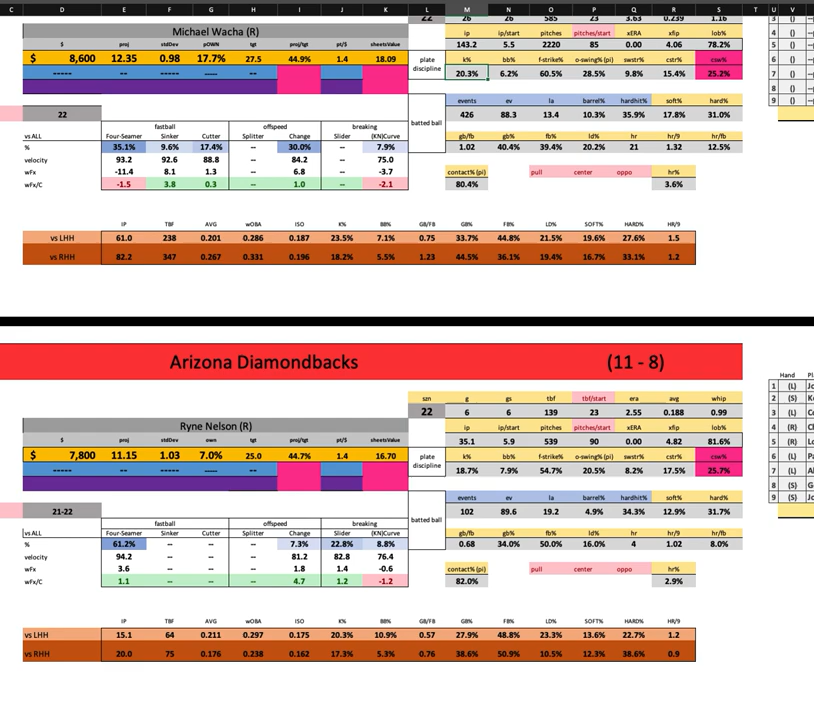 C D E F G H I J K L M N O P Q R S T U V
22 26 26 585 23 3.63 0.239 1.16 3 ()
Michael Wacha (R) ip ip/start pitches pitches/start xERA xfip lob% 4 ()
$ proj stdDev pOWN tgt proj/tgt pt/$ sheetsValue 143.2 5.5 2220 85 0.00 4.06 78.2% 5 ()
$ 8,600 12.35 0.98 17.7% 27.5 44.9% 1.4 18.09 plate discipline k% bb% f-strike% o-swing% (pi) swstr% cstr% csw% 6 ()
----- ----- ---- -- 20.3% 6.2% 60.5% 28.5% 9.8% 15.4% 25.2% 7 ()
8 ()
events ev la barrel% hardhit% soft% hard% 9 ()
22 426 88.3 13.4 10.3% 35.9% 17.8% 31.0%
fastball offspeed breaking batted ball
vs ALL Four-Seamer Sinker Cutter Splitter Change Slider (KN)Curve gb/fb gb% fb% ld% hr hr/9 hr/fb
% 35.1% 9.6% 17.4% -- 30.0% -- 7.9% 1.02 40.4% 39.4% 20.2% 21 1.32 12.5%
velocity 93.2 92.6 88.8 -- 84.2 -- 75.0
wFx -11.4 8.1 1.3 -- 6.8 -- -3.7 contact% (pi) pull center oppo hr%
wFx/C -1.5 3.8 0.3 -- 1.0 -- -2.1 80.4% 3.6%
IP TBF AVG wOBA ISO K% BB% GB/FB GB% FB% LD% SOFT% HARD% HR/9
vs LHH 61.0 238 0.201 0.286 0.187 23.5% 7.1% 0.75 33.7% 44.8% 21.5% 19.6% 27.6% 1.5
vs RHH 82.2 347 0.267 0.331 0.196 18.2% 5.5% 1.23 44.5% 36.1% 19.4% 16.7% 33.1% 1.2
Arizona Diamondbacks (11 - 8)
Hand
1 (L)
szn g gs tbf tbf/start era avg whip 2 (S)
22 6 6 139 23 2.55 0.188 0.99 3 (L)
Ryne Nelson (R) ip ip/start pitches pitches/start xERA xfip lob% 4 (R)
$ proj stdDev own tgt proj/tgt pt/$ sheetsValue 35.1 5.9 539 90 0.00 4.82 81.6% 5 (R)
$ 7,800 11.15 1.03 7.0% 25.0 44.7% 1.4 16.70 plate discipline k% bb% f-strike% o-swing% (pi) swstr% cstr% csw% 6 (L)
----- ----- ---- -- 18.7% 7.9% 54.7% 20.5% 8.2% 17.5% 25.7% 7 (L)
8 (S)
events ev la barrel% hardhit% soft% hard% 9 (S)
21-22 102 89.6 19.2 4.9% 34.3% 12.9% 31.7%
fastball offspeed breaking batted ball
vs ALL Four-Seamer Sinker Cutter Splitter Change Slider (KN)Curve gb/fb gb% fb% ld% hr hr/9 hr/fb
% 61.2% -- -- -- 7.3% 22.8% 8.8% 0.68 34.0% 50.0% 16.0% 4 1.02 8.0%
velocity 94.2 -- -- -- 81.2 82.8 76.4
wFx 3.6 -- -- -- 1.8 1.4 -0.6 contact% (pi) pull center oppo hr%
wFx/C 1.1 -- -- -- 4.7 1.2 -1.2 82.0% 2.9%
IP TBF AVG wOBA ISO K% BB% GB/FB GB% FB% LD% SOFT% HARD% HR/9
vs LHH 15.1 64 0.211 0.297 0.175 20.3% 10.9% 0.57 27.9% 48.8% 23.3% 13.6% 22.7% 1.2
vs RHH 20.0 75 0.176 0.238 0.162 17.3% 5.3% 0.76 38.6% 50.9% 10.5% 12.3% 38.6% 0.9